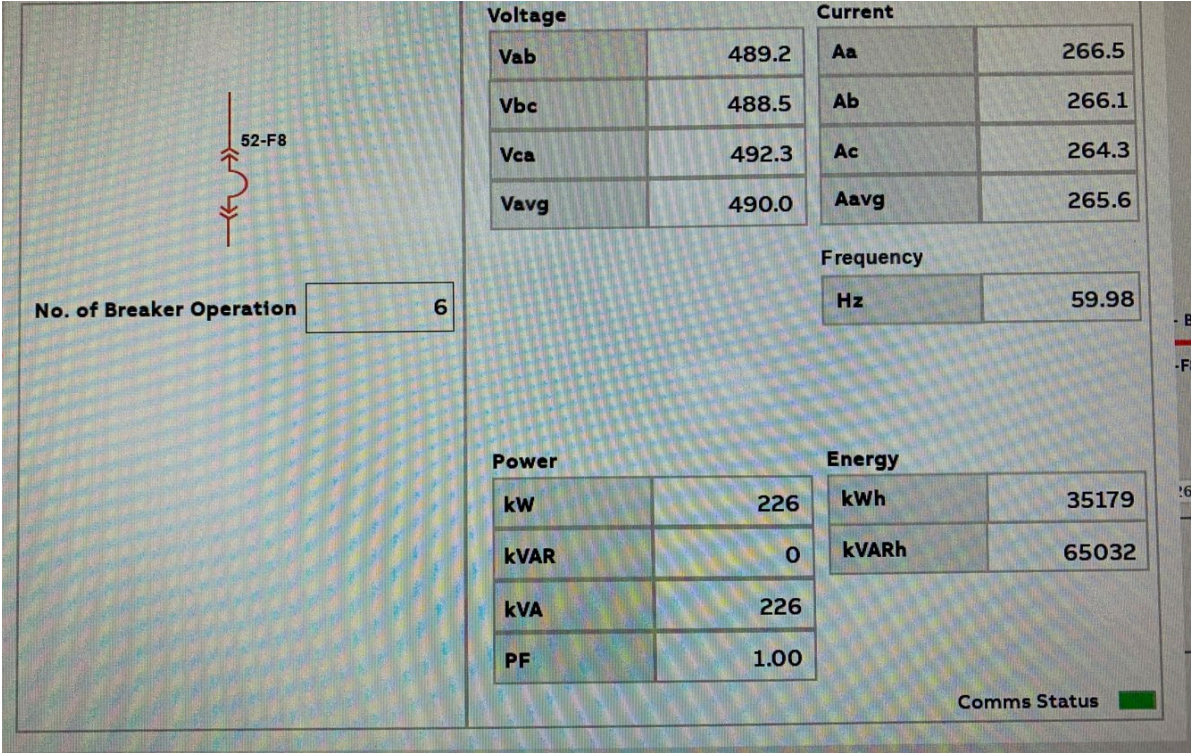 52-F8
No. of Breaker Operation 6
Voltage
Vab 489.2
Vbc 488.5
Vca 492.3
Vavg 490.0
Current
Aa 266.5
Ab 266.1
Ac 264.3
Aavg 265.6
Frequency
Hz 59.98
Power
kW 226
kVAR 0
kVA 226
PF 1.00
Energy
kWh 35179
kVARh 65032
Comms Status